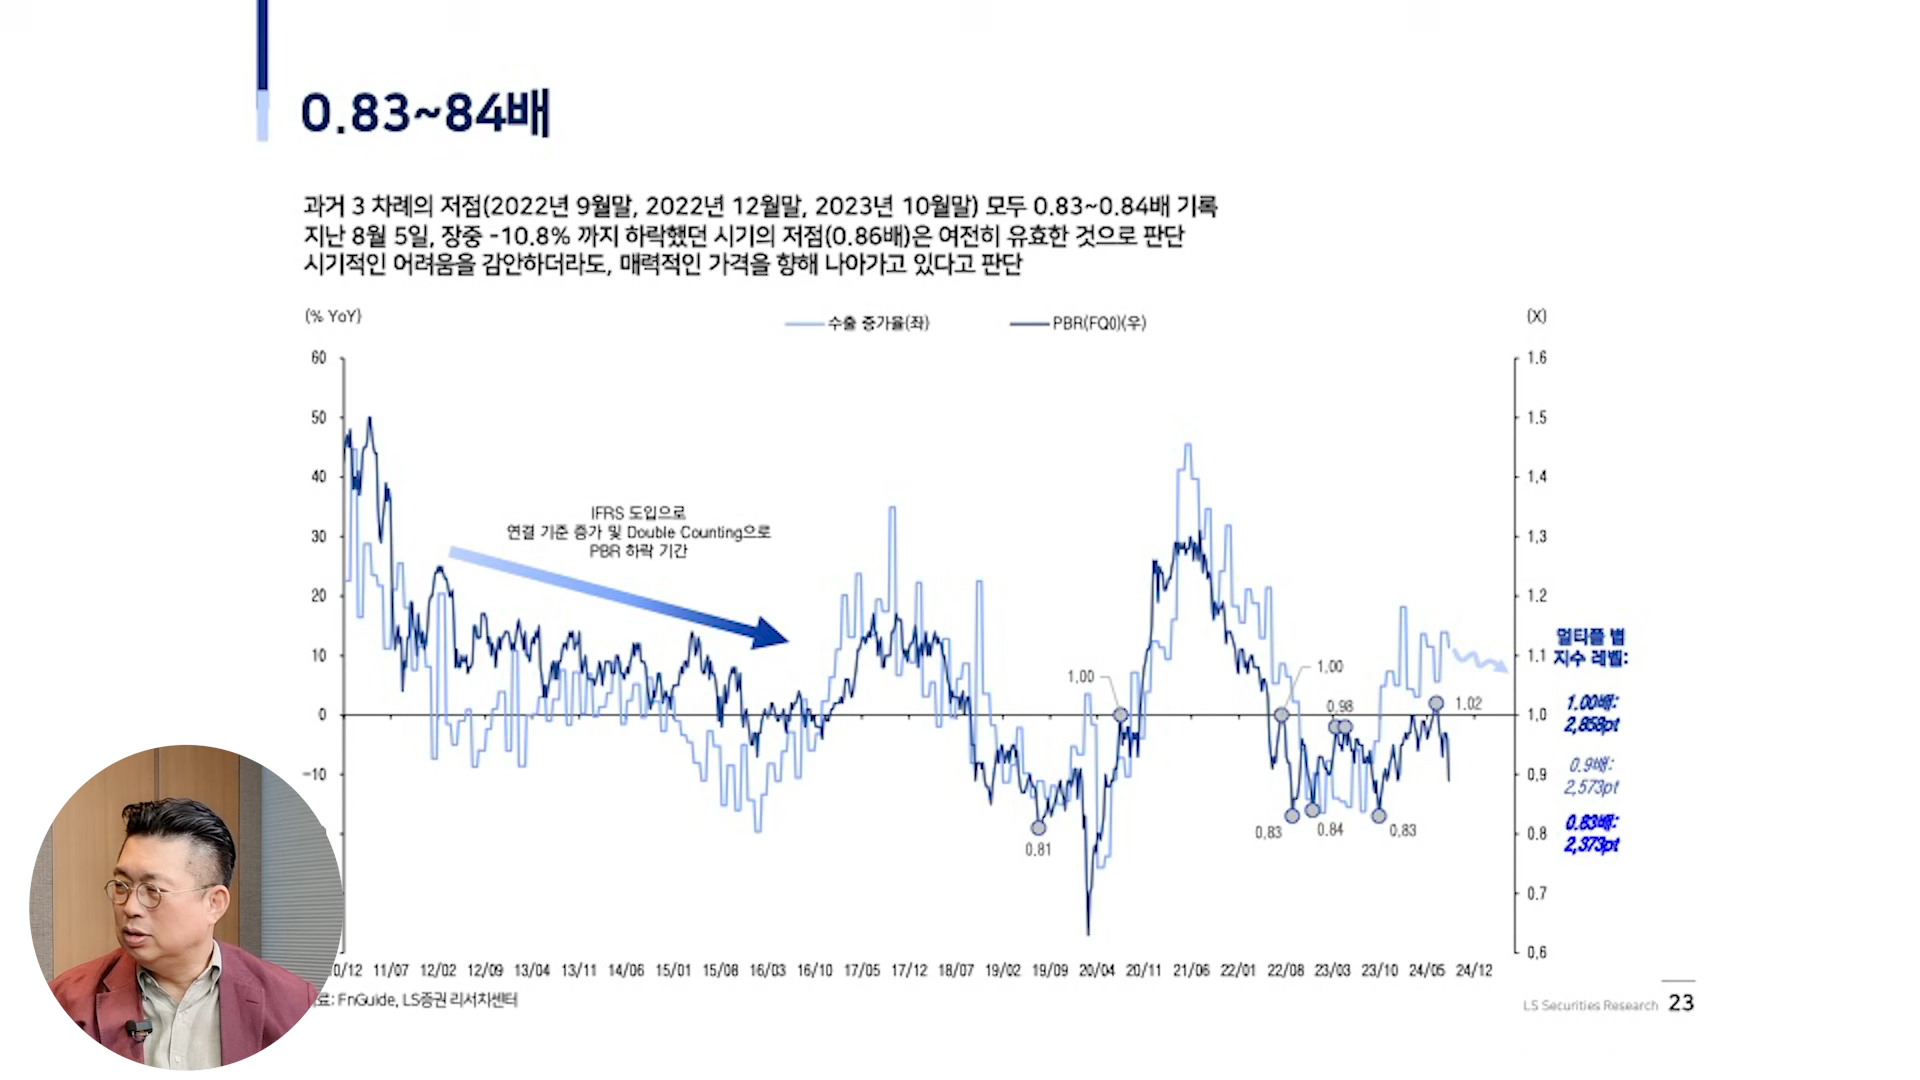 0.83~84배
과거 3 차례의 저점(2022년 9월말, 2022년 12월말, 2023년 10월말) 모두 0.83~0.84배 기록
지난 8월 5일, 장중 -10.8% 까지 하락했던 시기의 저점(0.86배)은 여전히 유효한 것으로 판단
시기적인 어려움을 감안하더라도, 매력적인 가격을 향해 나아가고 있다고 판단
(% YoY)
수출 증가율(좌)
PBR(FQ0)(우)
(X)
60
50
40
30
20
10
0
-10
IFRS 도입으로
연결 기준 증가 및 Double Counting으로
PBR 하락 기간
1.00
1.00
0.98
1.02
0.81
0.83
0.84
0.83
1.6
1.5
1.4
1.3
1.2
1.1
1.0
0.9
0.8
0.7
0.6
멀티플 별
지수 레벨:
1.00배:
2,858pt
0.9배:
2,573pt
0.83배:
2,373pt
0/12 11/07 12/02 12/09 13/04 13/11 14/06 15/01 15/08 16/03 16/10 17/05 17/12 18/07 19/02 19/09 20/04 20/11 21/06 22/01 22/08 23/03 23/10 24/05 24/12
료: FnGuide, LS증권 리서치센터
LS Securities Research 23